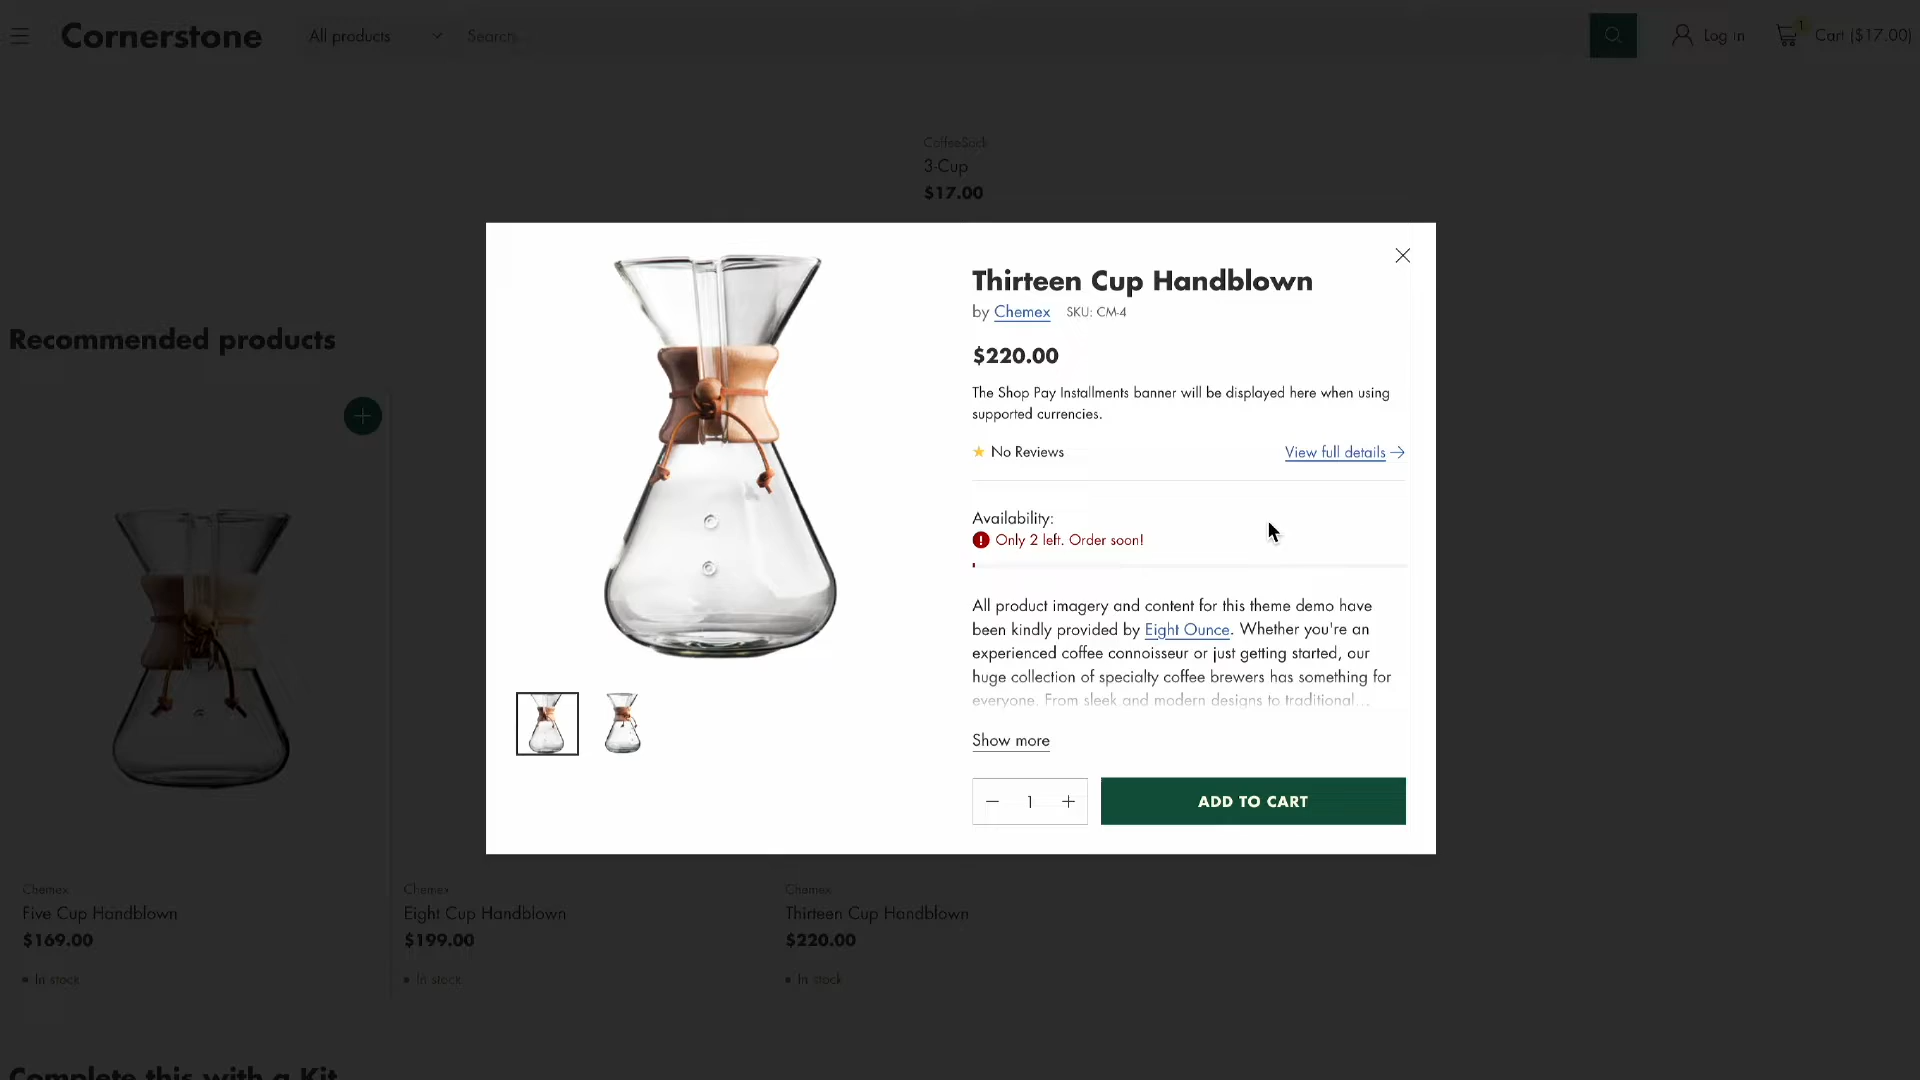 Cornerstone
All products
Search...
Log in
1
Cart ($17.00)
CoffeeSock
3-Cup
$17.00
Recommended products
Thirteen Cup Handblown
by Chemex SKU: CM-4
$220.00
The Shop Pay Installments banner will be displayed here when using
supported currencies.
No Reviews
View full details
Availability:
Only 2 left. Order soon!
All product imagery and content for this theme demo have
been kindly provided by Eight Ounce. Whether you're an
experienced coffee connoisseur or just getting started, our
huge collection of specialty coffee brewers has something for
everyone. From sleek and modern designs to traditional...
Show more
1
ADD TO CART
Chemex
Five Cup Handblown
$169.00
In stock
Chemex
Eight Cup Handblown
$199.00
In stock
Chemex
Thirteen Cup Handblown
$220.00
In stock
Complete this with a Kit